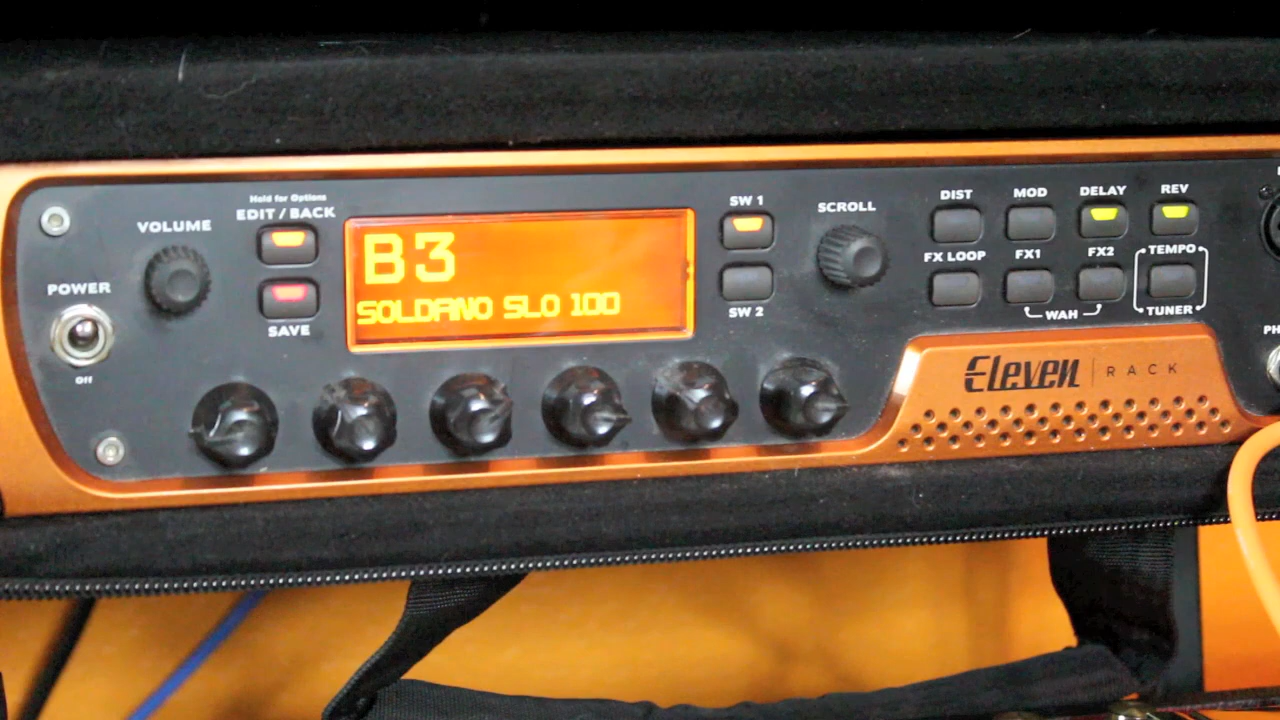 Hold for Options
EDIT / BACK
VOLUME
POWER
Off
SAVE
B3
SOLDANO SLO 100
SW 1
SW 2
SCROLL
DIST
MOD
DELAY
REV
FX LOOP
FX1
FX2
TEMPO
WAH
TUNER
Eleven | RACK